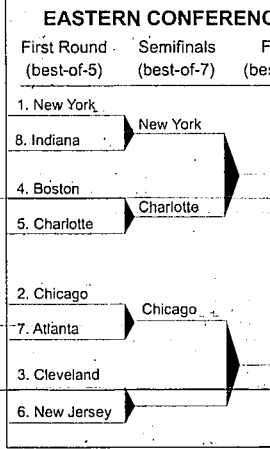 EASTERN CONFERENC
First Round Semifinals F
(best-of-5) (best-of-7) (bes
1. New York
New York
8. Indiana
4. Boston
Charlotte
5. Charlotte
2. Chicago
Chicago
7. Atlanta
3. Cleveland
6. New Jersey